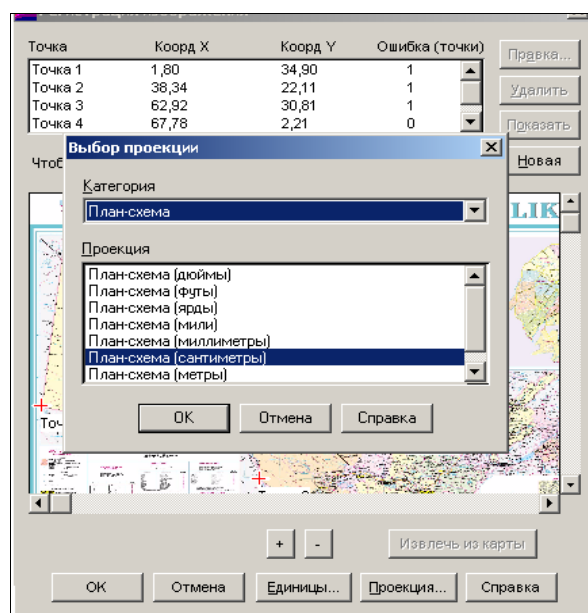 Точка Коорд X Коорд Y Ошибка (точки)
Точка 1 1,80 34,90 1
Точка 2 38,34 22,11 1
Точка 3 62,92 30,81 1
Точка 4 67,78 2,21 0
Правка...
Удалить
Показать
Новая
Чтоб
Выбор проекции
Категория
План-схема
Проекция
План-схема (дюймы)
План-схема (футы)
План-схема (ярды)
План-схема (мили)
План-схема (миллиметры)
План-схема (сантиметры)
План-схема (метры)
OK Отмена Справка
LIK
Точ
+ - Извлечь из карты
OK Отмена Единицы... Проекция... Справка